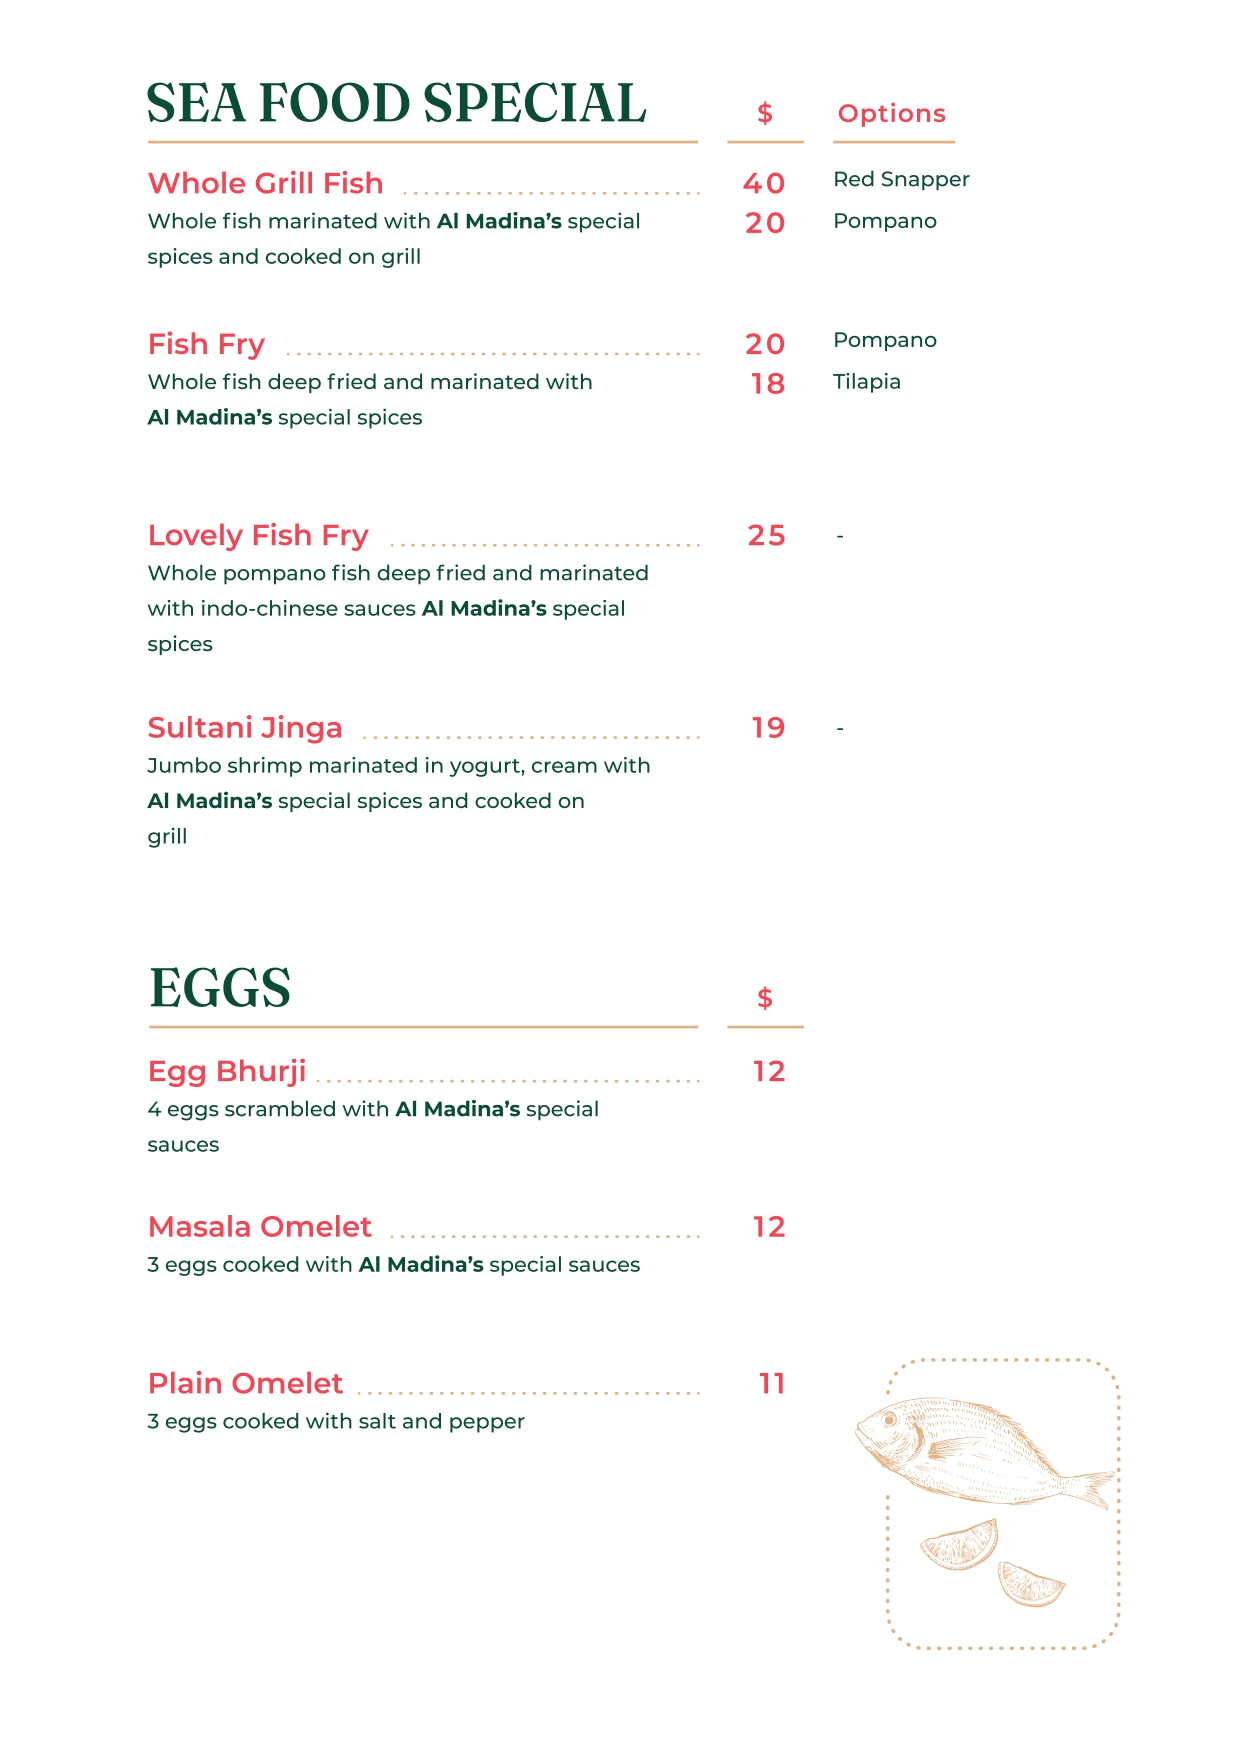 SEA FOOD SPECIAL $ Options
Whole Grill Fish 40 Red Snapper
Whole fish marinated with Al Madina’s special 20 Pompano
spices and cooked on grill
Fish Fry 20 Pompano
Whole fish deep fried and marinated with 18 Tilapia
Al Madina’s special spices
Lovely Fish Fry 25 -
Whole pompano fish deep fried and marinated
with indo-chinese sauces Al Madina’s special
spices
Sultani Jinga 19 -
Jumbo shrimp marinated in yogurt, cream with
Al Madina’s special spices and cooked on
grill
EGGS $
Egg Bhurji 12
4 eggs scrambled with Al Madina’s special
sauces
Masala Omelet 12
3 eggs cooked with Al Madina’s special sauces
Plain Omelet 11
3 eggs cooked with salt and pepper